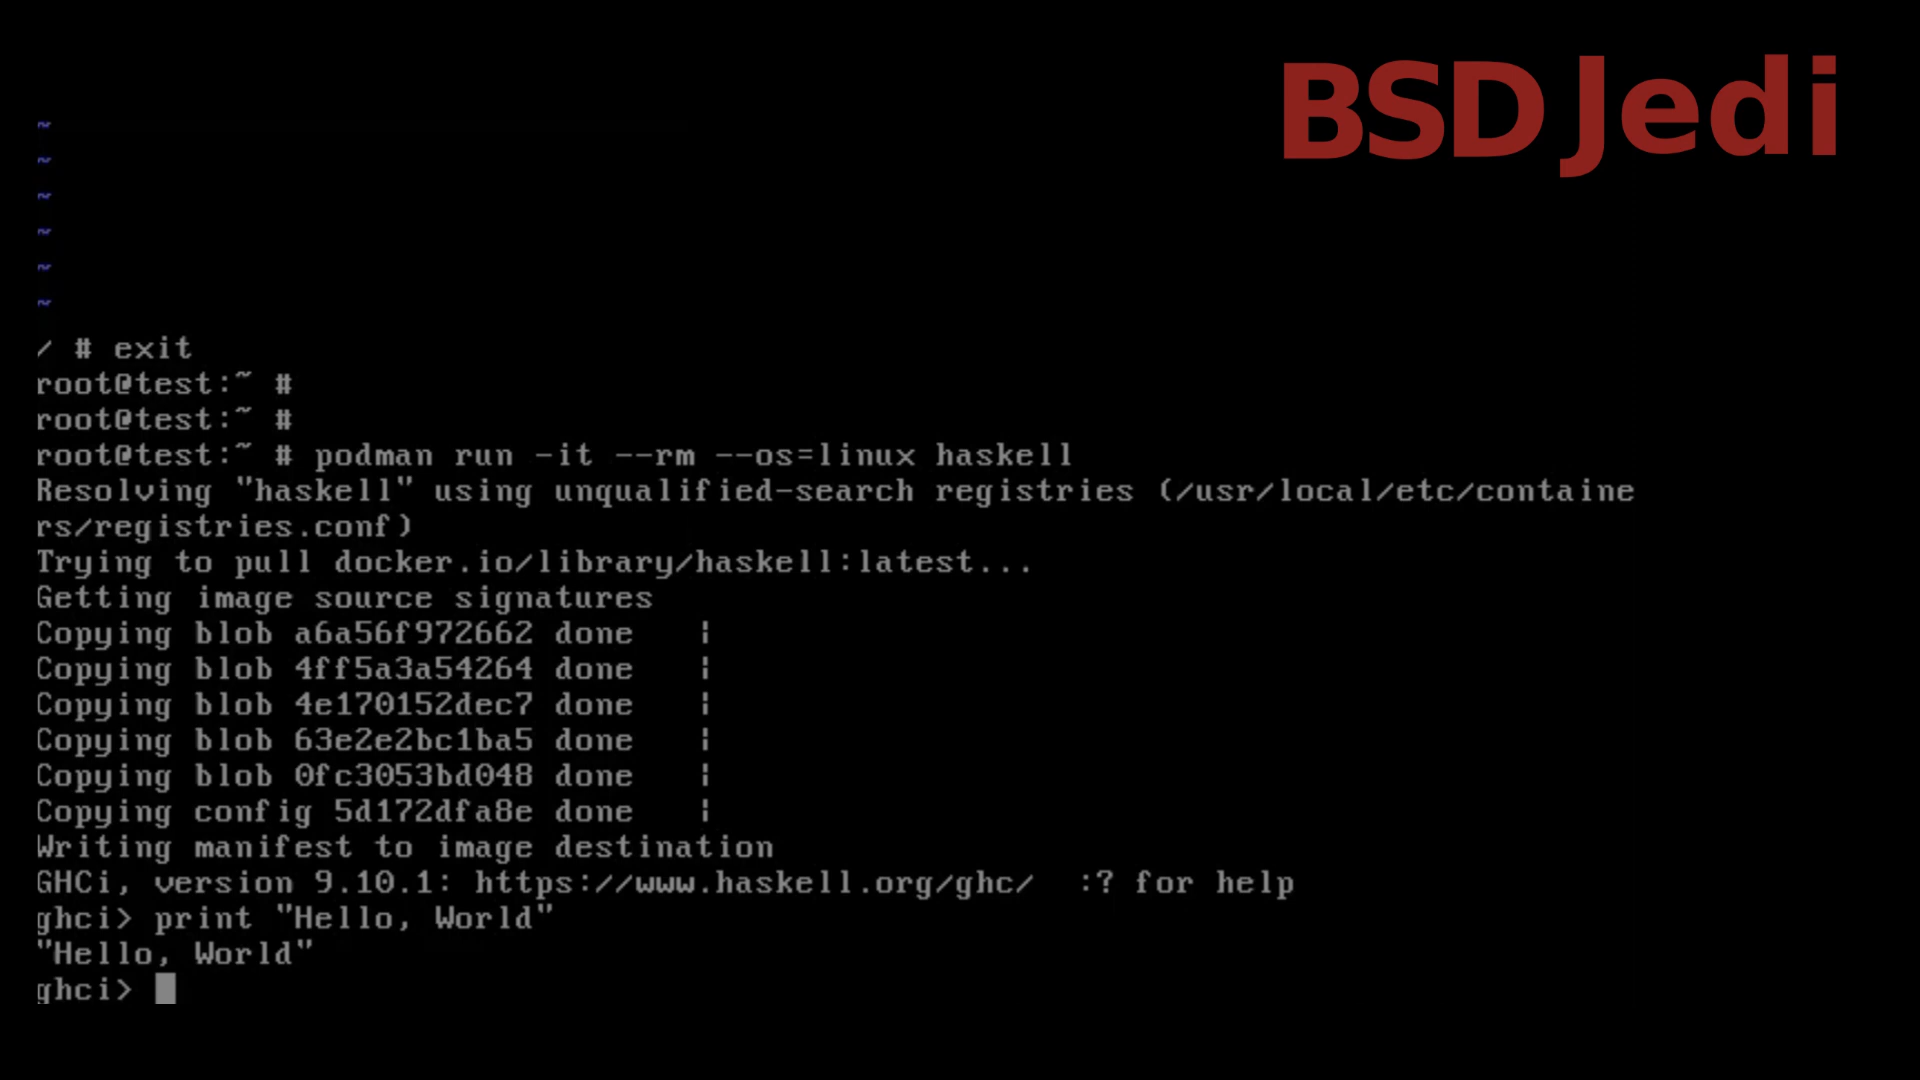 BSD Jedi
~
~
~
~
~
~
/ # exit
root@test:~ #
root@test:~ #
root@test:~ # podman run -it --rm --os=linux haskell
Resolving "haskell" using unqualified-search registries (/usr/local/etc/containe
rs/registries.conf)
Trying to pull docker.io/library/haskell:latest...
Getting image source signatures
Copying blob a6a56f972662 done   |
Copying blob 4ff5a3a54264 done   |
Copying blob 4e170152dec7 done   |
Copying blob 63e2e2bc1ba5 done   |
Copying blob 0fc3053bd048 done   |
Copying config 5d172dfa8e done   |
Writing manifest to image destination
GHCi, version 9.10.1: https://www.haskell.org/ghc/  :? for help
ghci> print "Hello, World"
"Hello, World"
ghci>